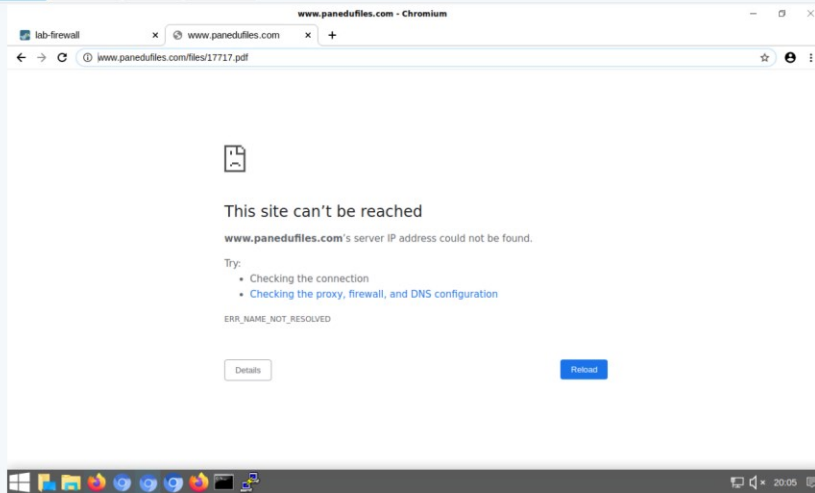 www.panedufiles.com - Chromium
lab-firewall
www.panedufiles.com
www.panedufiles.com/files/17717.pdf
This site can't be reached
www.panedufiles.com's server IP address could not be found.
Try:
• Checking the connection
• Checking the proxy, firewall, and DNS configuration
ERR_NAME_NOT_RESOLVED
Details
Reload
20:05